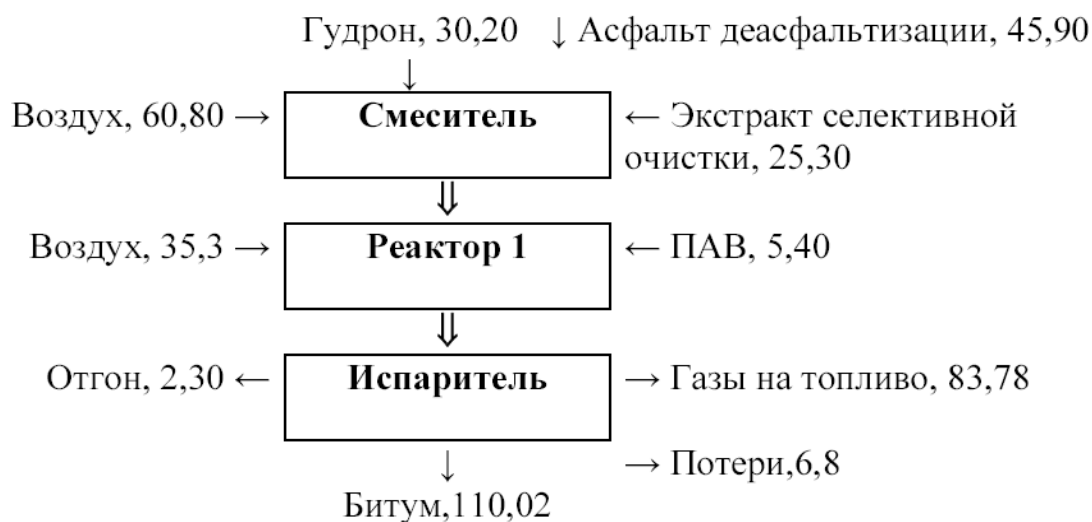 Гудрон, 30,20 ↓ Асфальт деасфальтизации, 45,90
↓
Воздух, 60,80 → Смеситель ← Экстракт селективной
очистки, 25,30
⇓
Воздух, 35,3 → Реактор 1 ← ПАВ, 5,40
⇓
Отгон, 2,30 ← Испаритель → Газы на топливо, 83,78
↓ → Потери,6,8
Битум,110,02